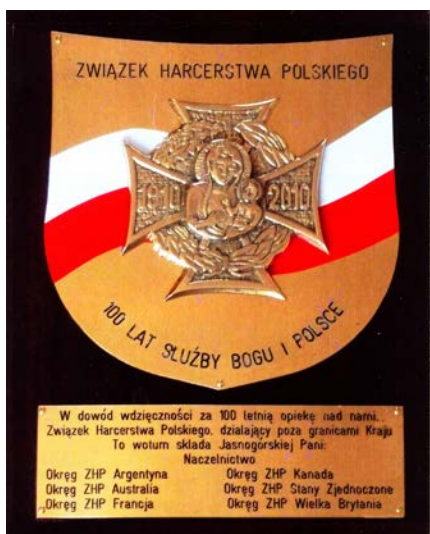 ZWIĄZEK HARCERSTWA POLSKIEGO
1910 2010
100 LAT SŁUŻBY BOGU I POLSCE
W dowód wdzięczności za 100 letnią opiekę nad nami..
Związek Harcerstwa Polskiego, działający poza granicami Kraju
To wotum składa Jasnogórskiej Pani:
Naczelnictwo
Okręg ZHP Argentyna Okręg ZHP Kanada
Okręg ZHP Australia Okręg ZHP Stany Zjednoczone
Okręg ZHP Francja Okręg ZHP Wielka Brytania